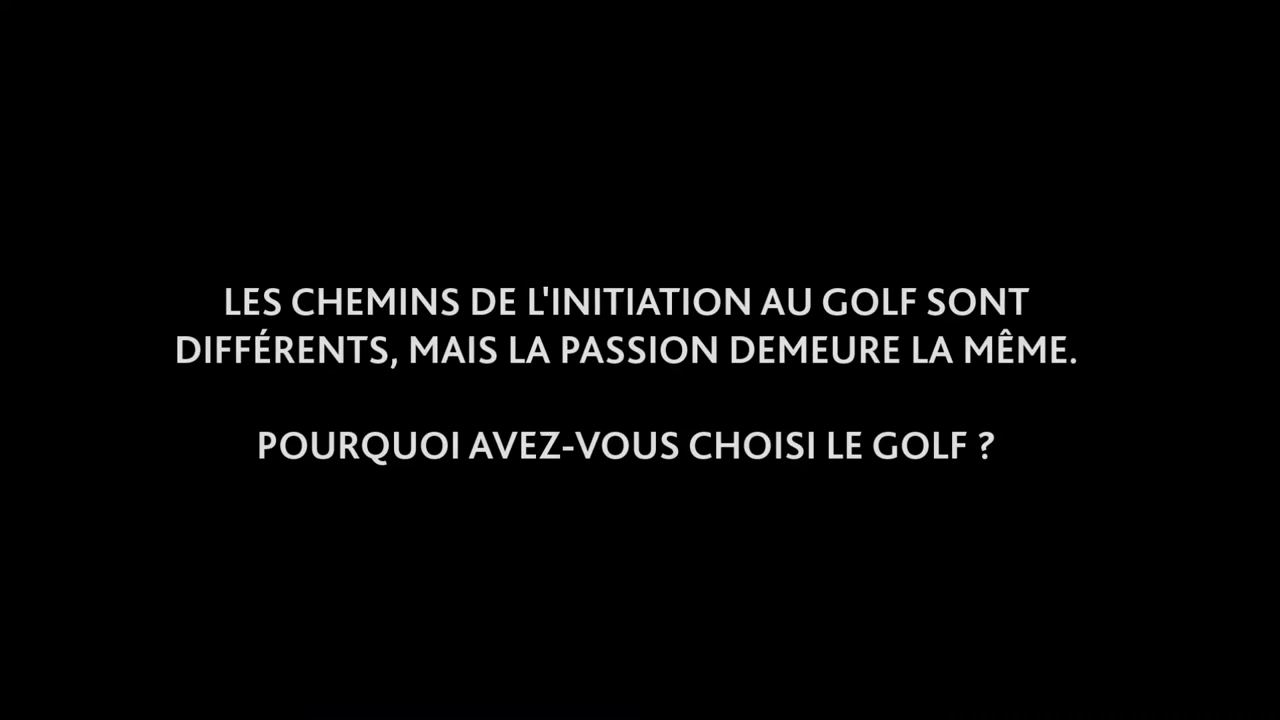 LES CHEMINS DE L'INITIATION AU GOLF SONT
DIFFÉRENTS, MAIS LA PASSION DEMEURE LA MÊME.
POURQUOI AVEZ-VOUS CHOISI LE GOLF ?